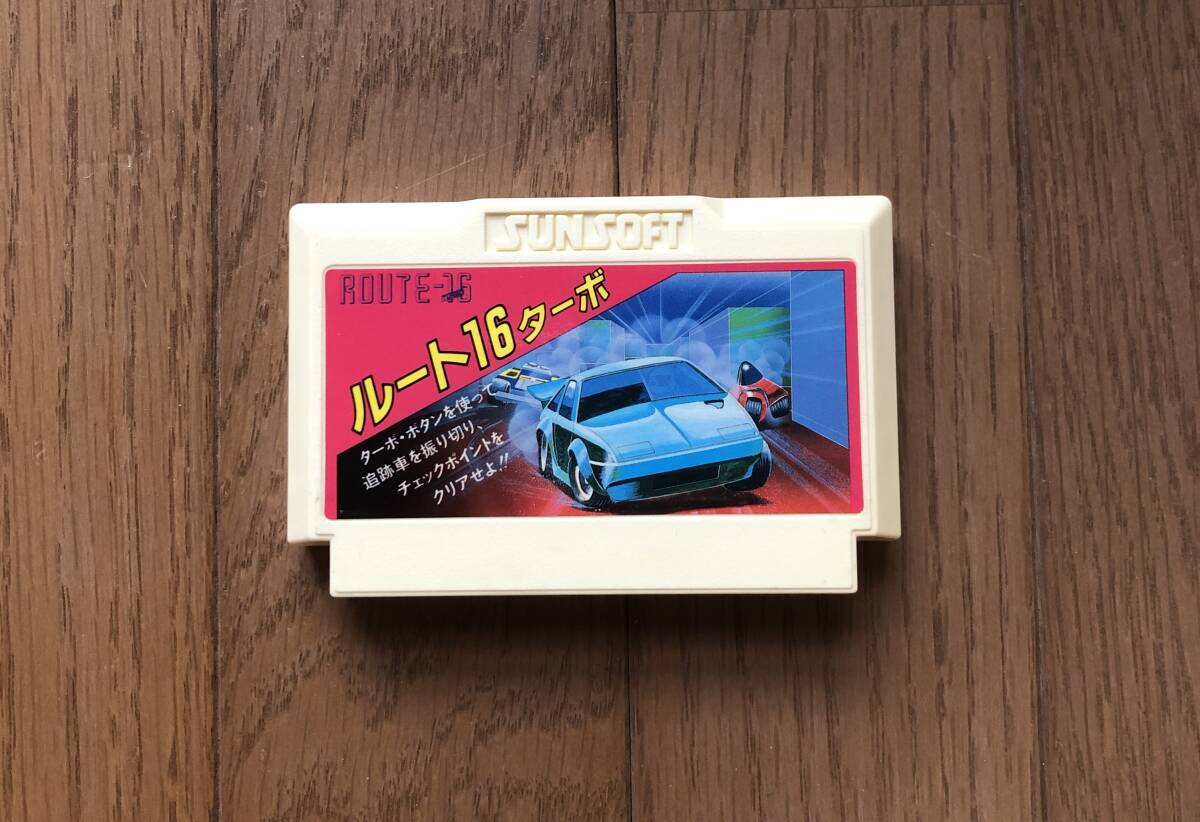 SUNSOFT
ROUTE-16
ルート16ターボ
ターボ・ボタンを使って
追跡車を振り切り、
チェックポイントを
クリアせよ!!